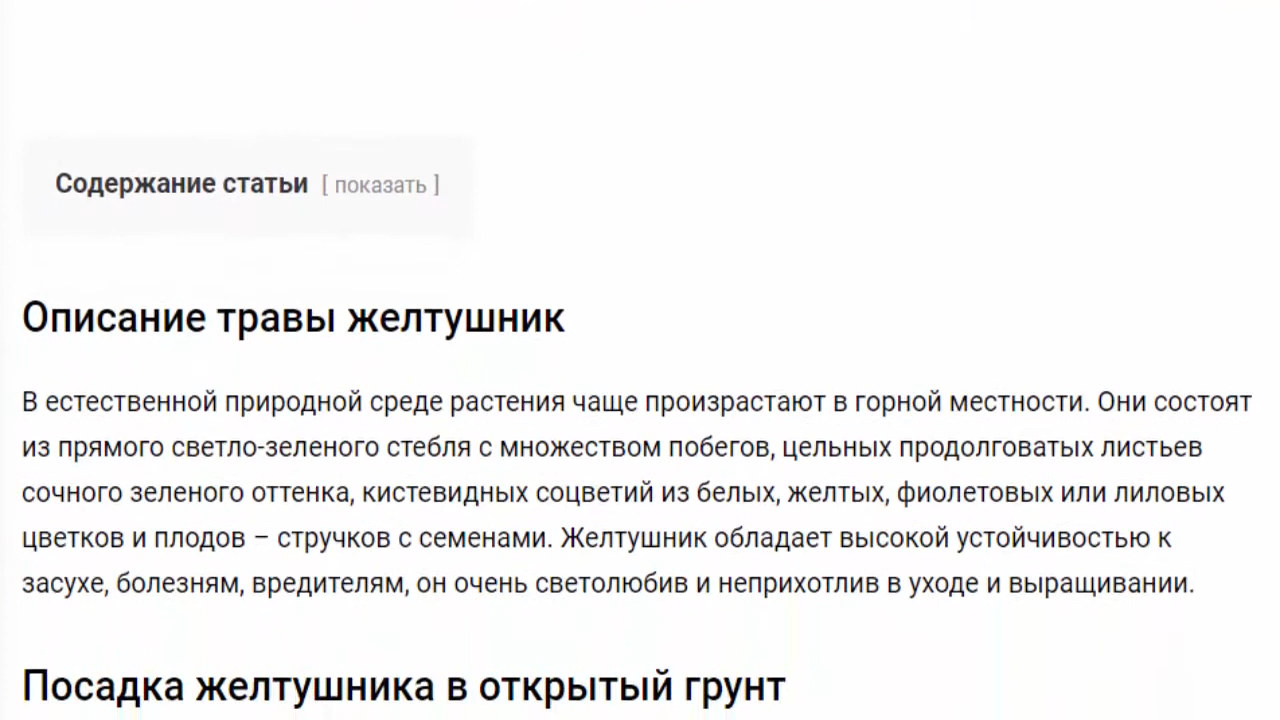 Содержание статьи [ показать ]
Описание травы желтушник
В естественной природной среде растения чаще произрастают в горной местности. Они состоят
из прямого светло-зеленого стебля с множеством побегов, цельных продолговатых листьев
сочного зеленого оттенка, кистевидных соцветий из белых, желтых, фиолетовых или лиловых
цветков и плодов – стручков с семенами. Желтушник обладает высокой устойчивостью к
засухе, болезням, вредителям, он очень светолюбив и неприхотлив в уходе и выращивании.
Посадка желтушника в открытый грунт